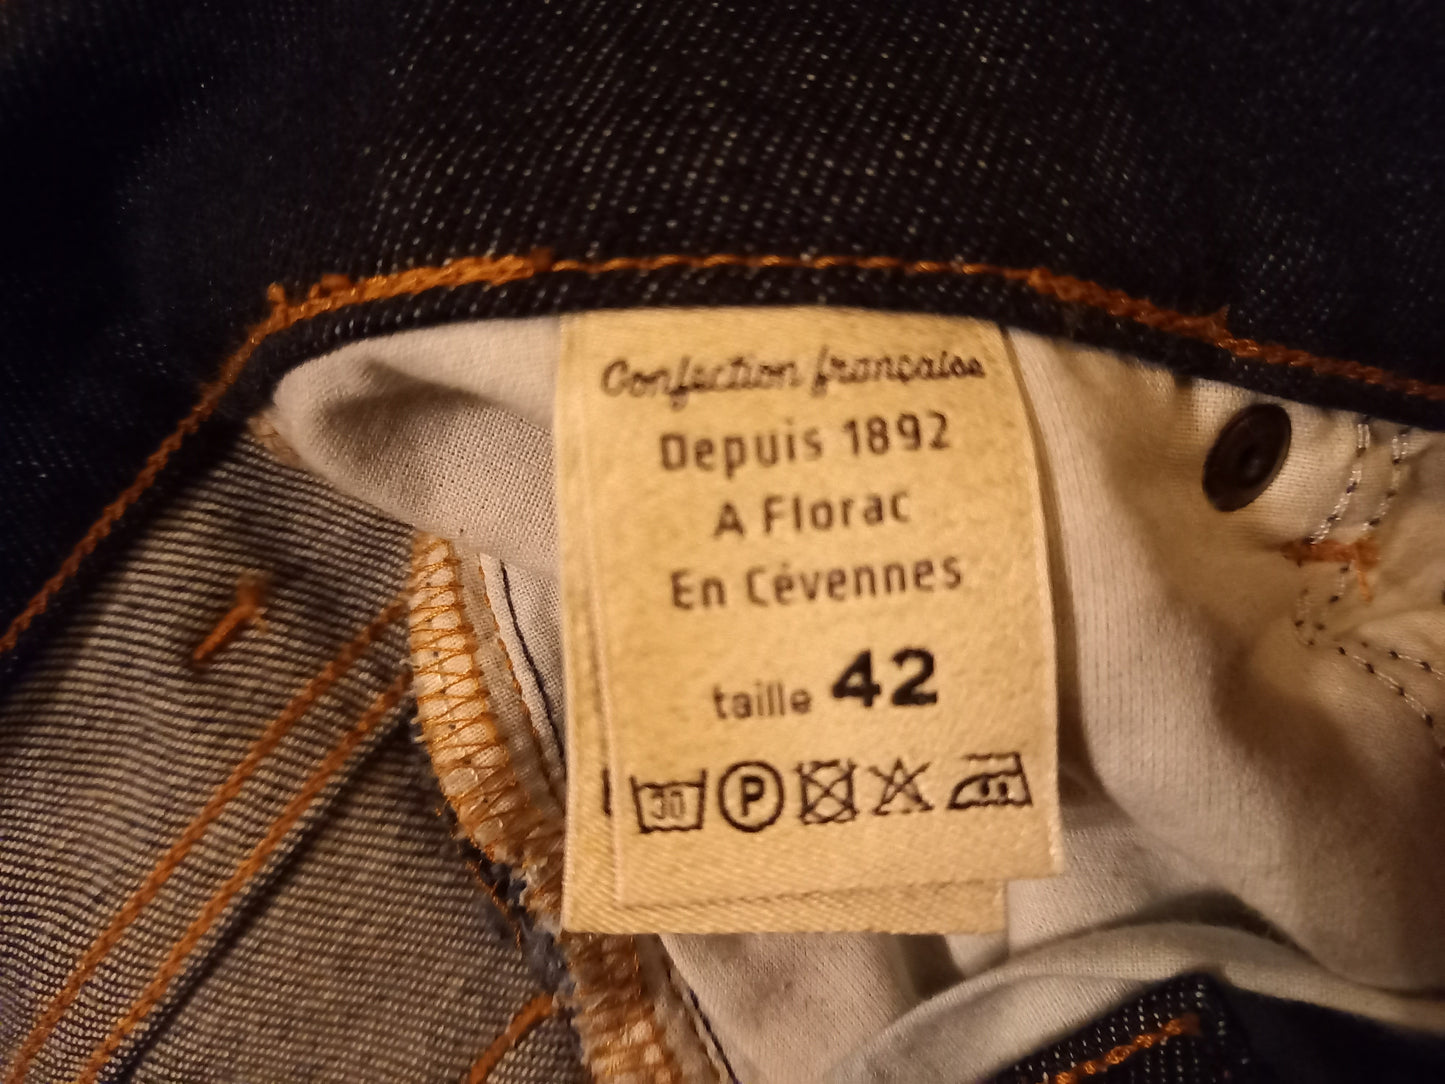 Confection française
Depuis 1892
A Florac
En Cévennes
taille 42
30 P